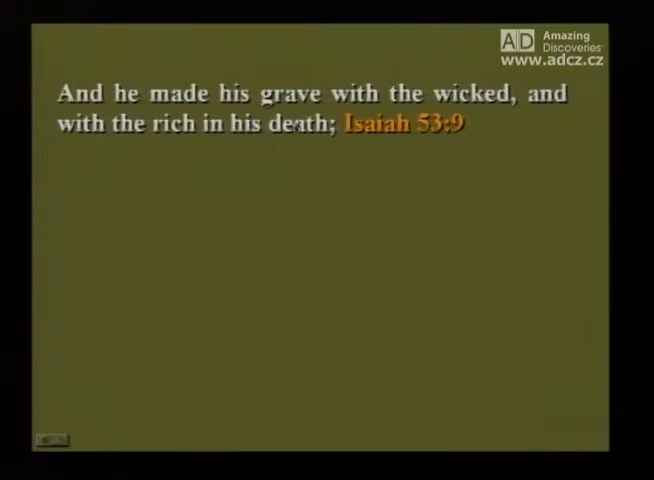 AD Amazing
Discoveries
www.adcz.cz
And he made his grave with the wicked, and
with the rich in his death; Isaiah 53:9